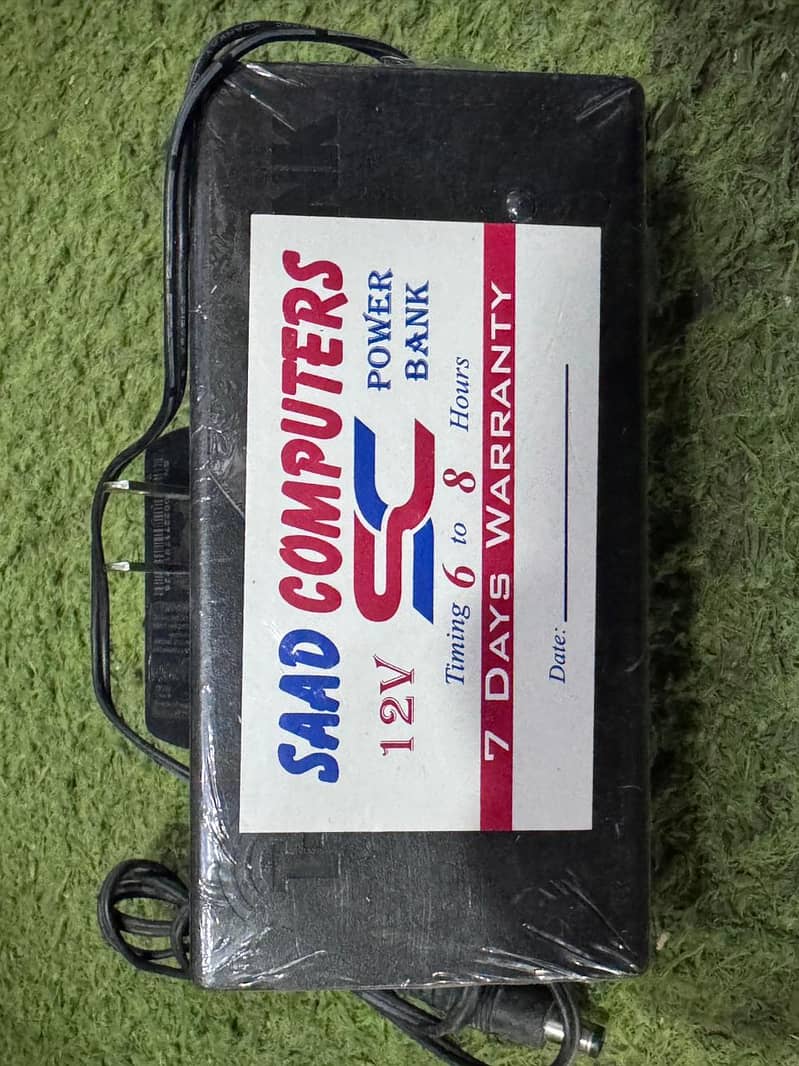 SAAD COMPUTERS
12V
SC
POWER
BANK
Timing 6 to 8 Hours
7 DAYS WARRANTY
Date: